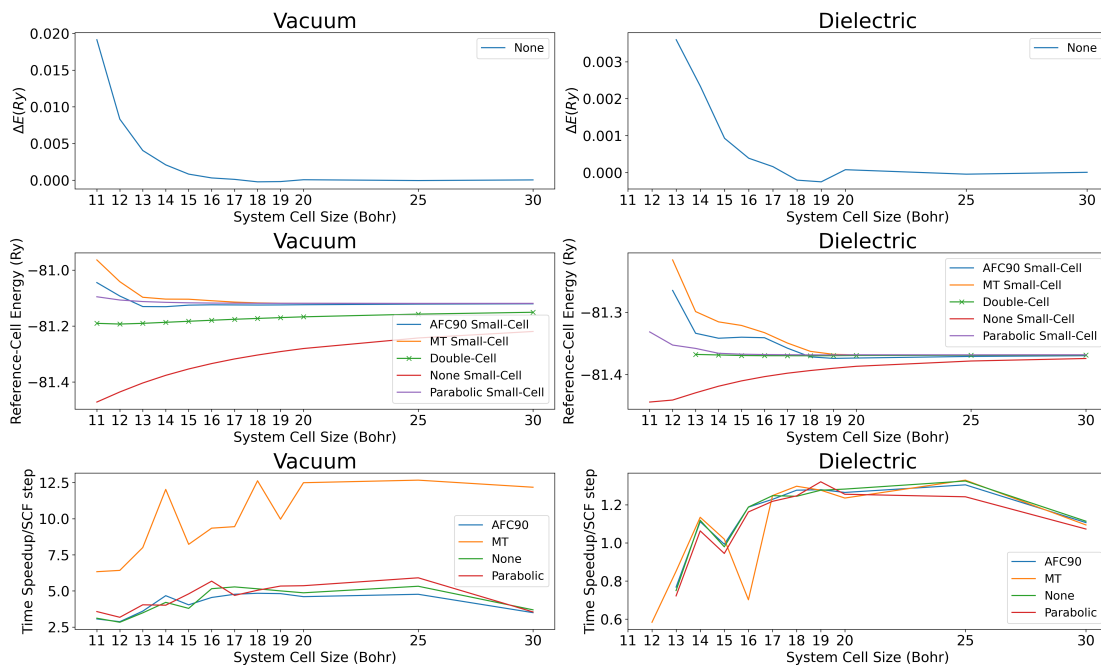 Vacuum
ΔE(Ry)
0.020
0.015
0.010
0.005
0.000
None
11 12 13 14 15 16 17 18 19 20 25 30
System Cell Size (Bohr)
Dielectric
ΔE(Ry)
0.003
0.002
0.001
0.000
None
11 12 13 14 15 16 17 18 19 20 25 30
System Cell Size (Bohr)
Vacuum
Reference-Cell Energy (Ry)
−81.0
−81.2
−81.4
AFC90 Small-Cell
MT Small-Cell
Double-Cell
None Small-Cell
Parabolic Small-Cell
11 12 13 14 15 16 17 18 19 20 25 30
System Cell Size (Bohr)
Dielectric
Reference-Cell Energy (Ry)
−81.3
−81.4
AFC90 Small-Cell
MT Small-Cell
Double-Cell
None Small-Cell
Parabolic Small-Cell
11 12 13 14 15 16 17 18 19 20 25 30
System Cell Size (Bohr)
Vacuum
Time Speedup/SCF step
12.5
10.0
7.5
5.0
2.5
AFC90
MT
None
Parabolic
11 12 13 14 15 16 17 18 19 20 25 30
System Cell Size (Bohr)
Dielectric
Time Speedup/SCF step
1.2
1.0
0.8
0.6
AFC90
MT
None
Parabolic
11 12 13 14 15 16 17 18 19 20 25 30
System Cell Size (Bohr)